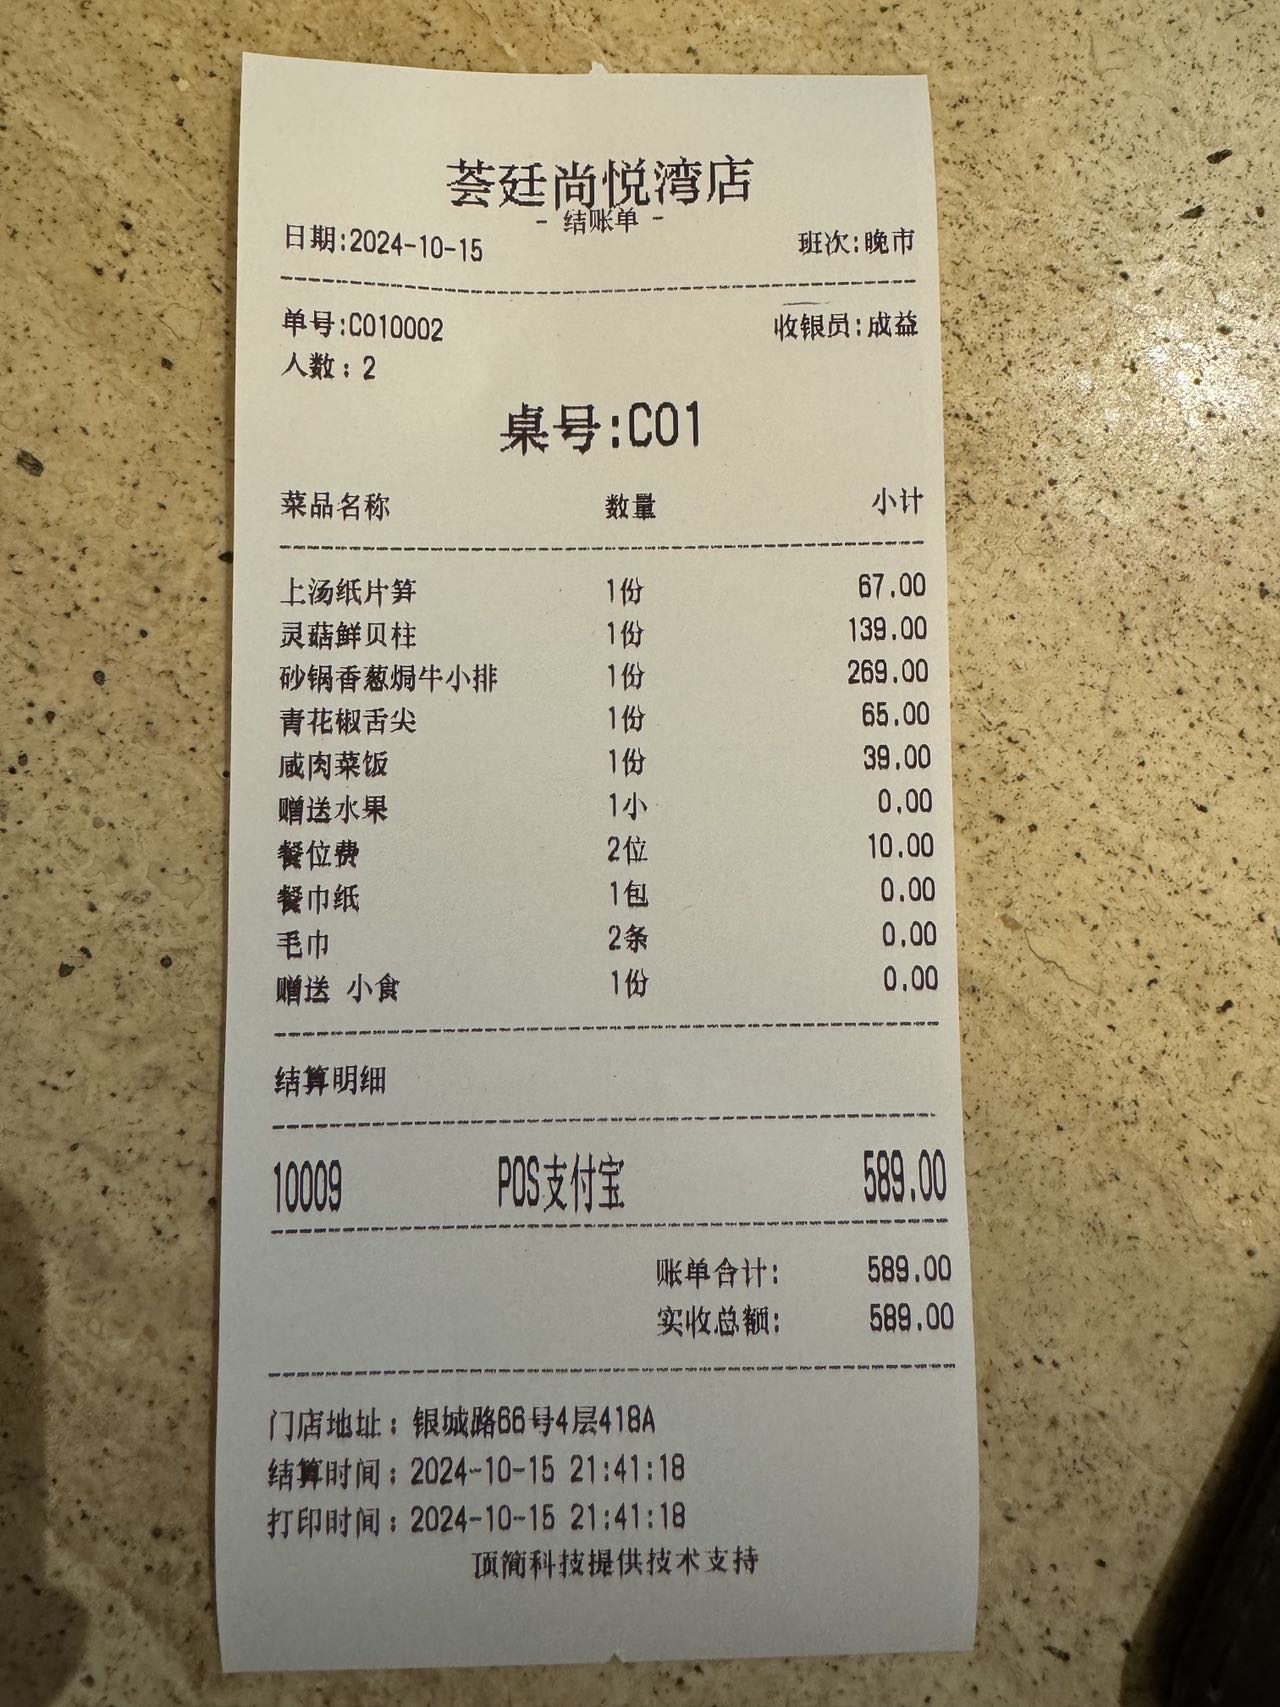 荟廷尚悦湾店
- 结账单 -
日期:2024-10-15 班次:晚市
单号:C010002 收银员:成益
人数: 2
桌号:C01
菜品名称 数量 小计
上汤纸片笋 1份 67.00
灵菇鲜贝柱 1份 139.00
砂锅香葱焗牛小排 1份 269.00
青花椒舌尖 1份 65.00
咸肉菜饭 1份 39.00
赠送水果 1小 0.00
餐位费 2位 10.00
餐巾纸 1包 0.00
毛巾 2条 0.00
赠送 小食 1份 0.00
结算明细
10009 POS支付宝 589.00
账单合计: 589.00
实收总额: 589.00
门店地址: 银城路66号4层418A
结算时间: 2024-10-15 21:41:18
打印时间: 2024-10-15 21:41:18
顶简科技提供技术支持